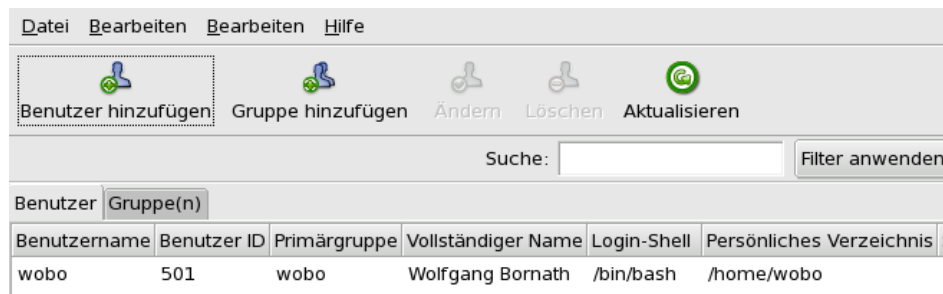 Datei Bearbeiten Bearbeiten Hilfe
Benutzer hinzufügen Gruppe hinzufügen Ändern Löschen Aktualisieren
Suche: Filter anwenden
Benutzer Gruppe(n)
Benutzername Benutzer ID Primärgruppe Vollständiger Name Login-Shell Persönliches Verzeichnis
wobo 501 wobo Wolfgang Bornath /bin/bash /home/wobo